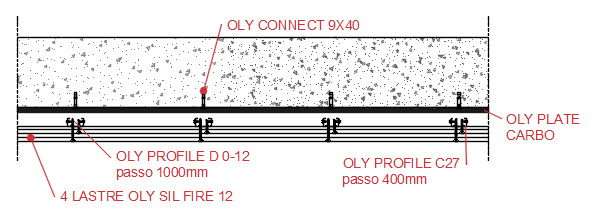 OLY CONNECT 9X40
OLY PLATE
CARBO
OLY PROFILE D 0-12
passo 1000mm
OLY PROFILE C27
passo 400mm
4 LASTRE OLY SIL FIRE 12